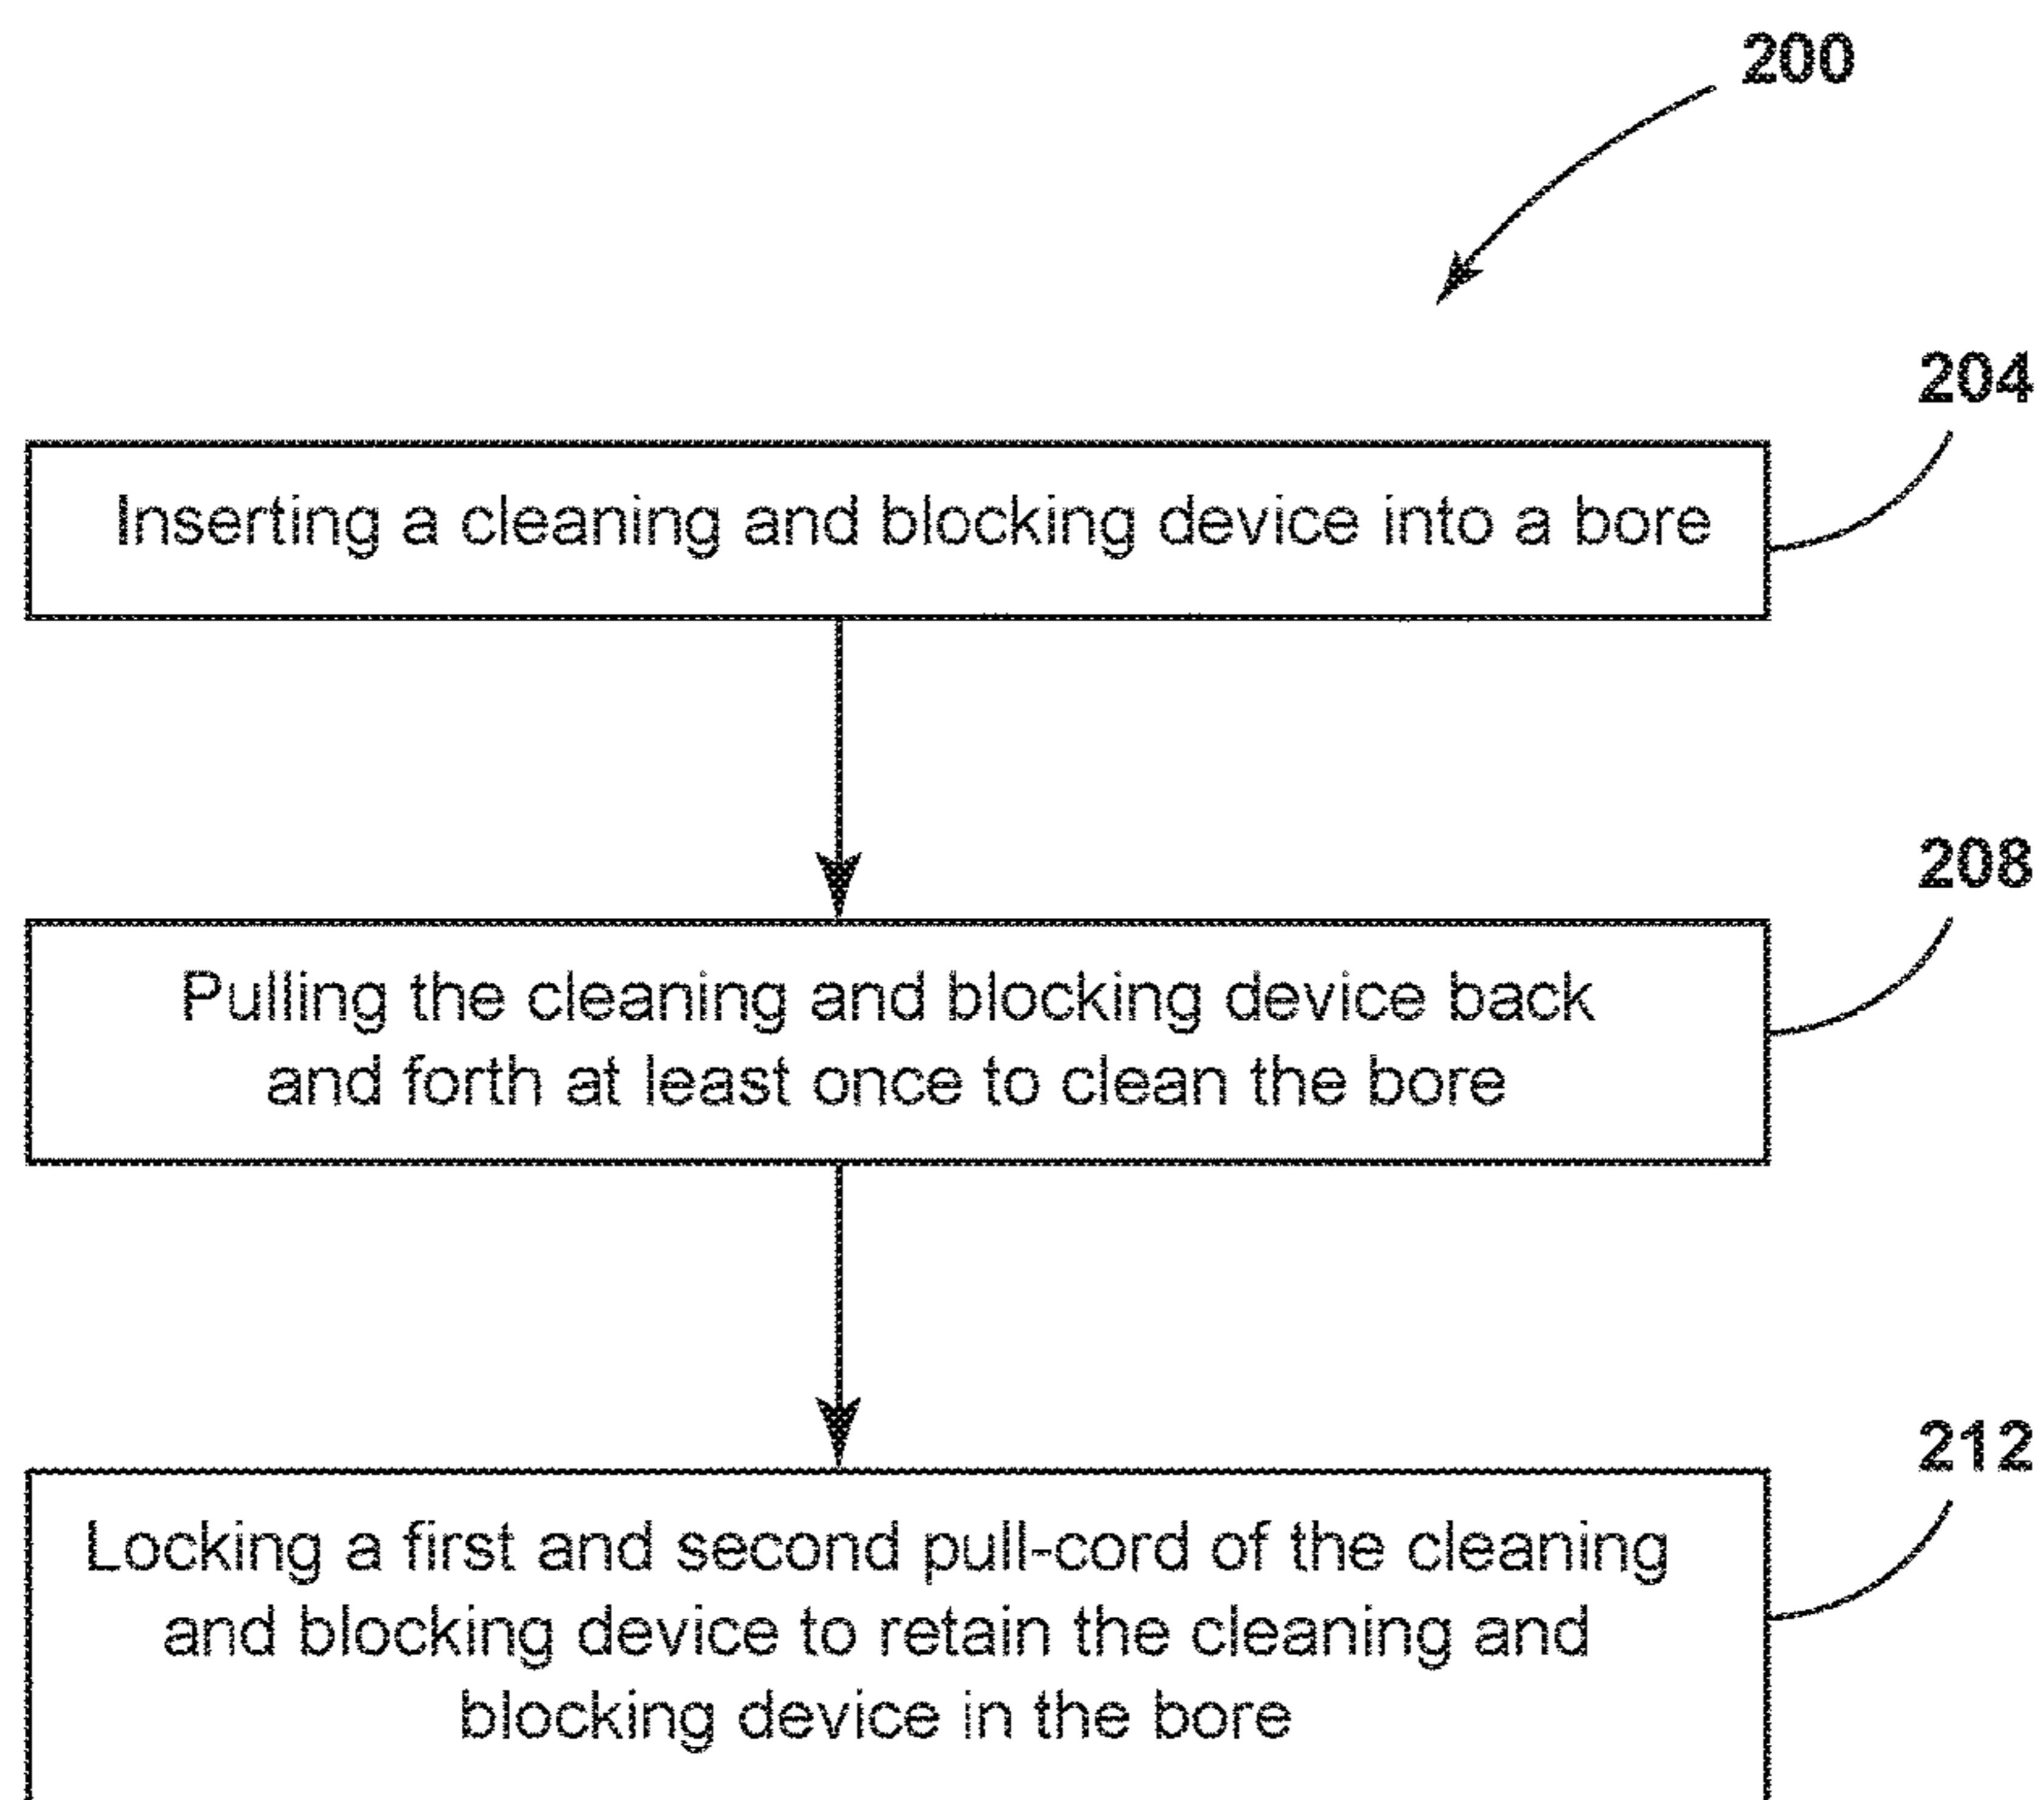 200
204
Inserting a cleaning and blocking device into a bore
208
Pulling the cleaning and blocking device back
and forth at least once to clean the bore
212
Locking a first and second pull-cord of the cleaning
and blocking device to retain the cleaning and
blocking device in the bore